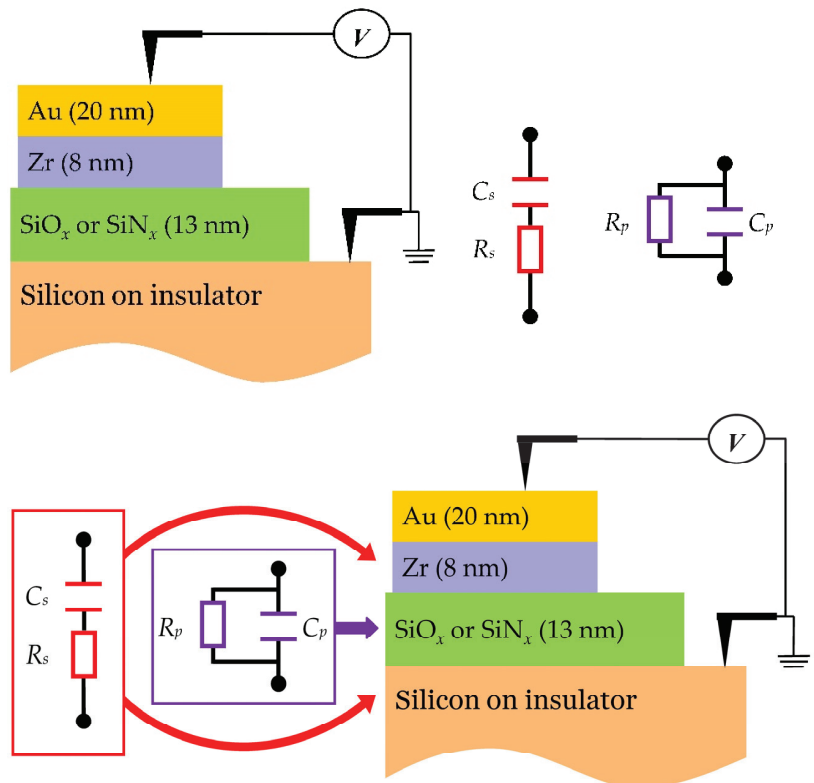 V
Au (20 nm)
Zr (8 nm)
SiOₓ or SiNₓ (13 nm)
Silicon on insulator
Cₛ
Rₛ
Rₚ
Cₚ
V
Au (20 nm)
Zr (8 nm)
SiOₓ or SiNₓ (13 nm)
Silicon on insulator
Cₛ
Rₛ
Rₚ
Cₚ